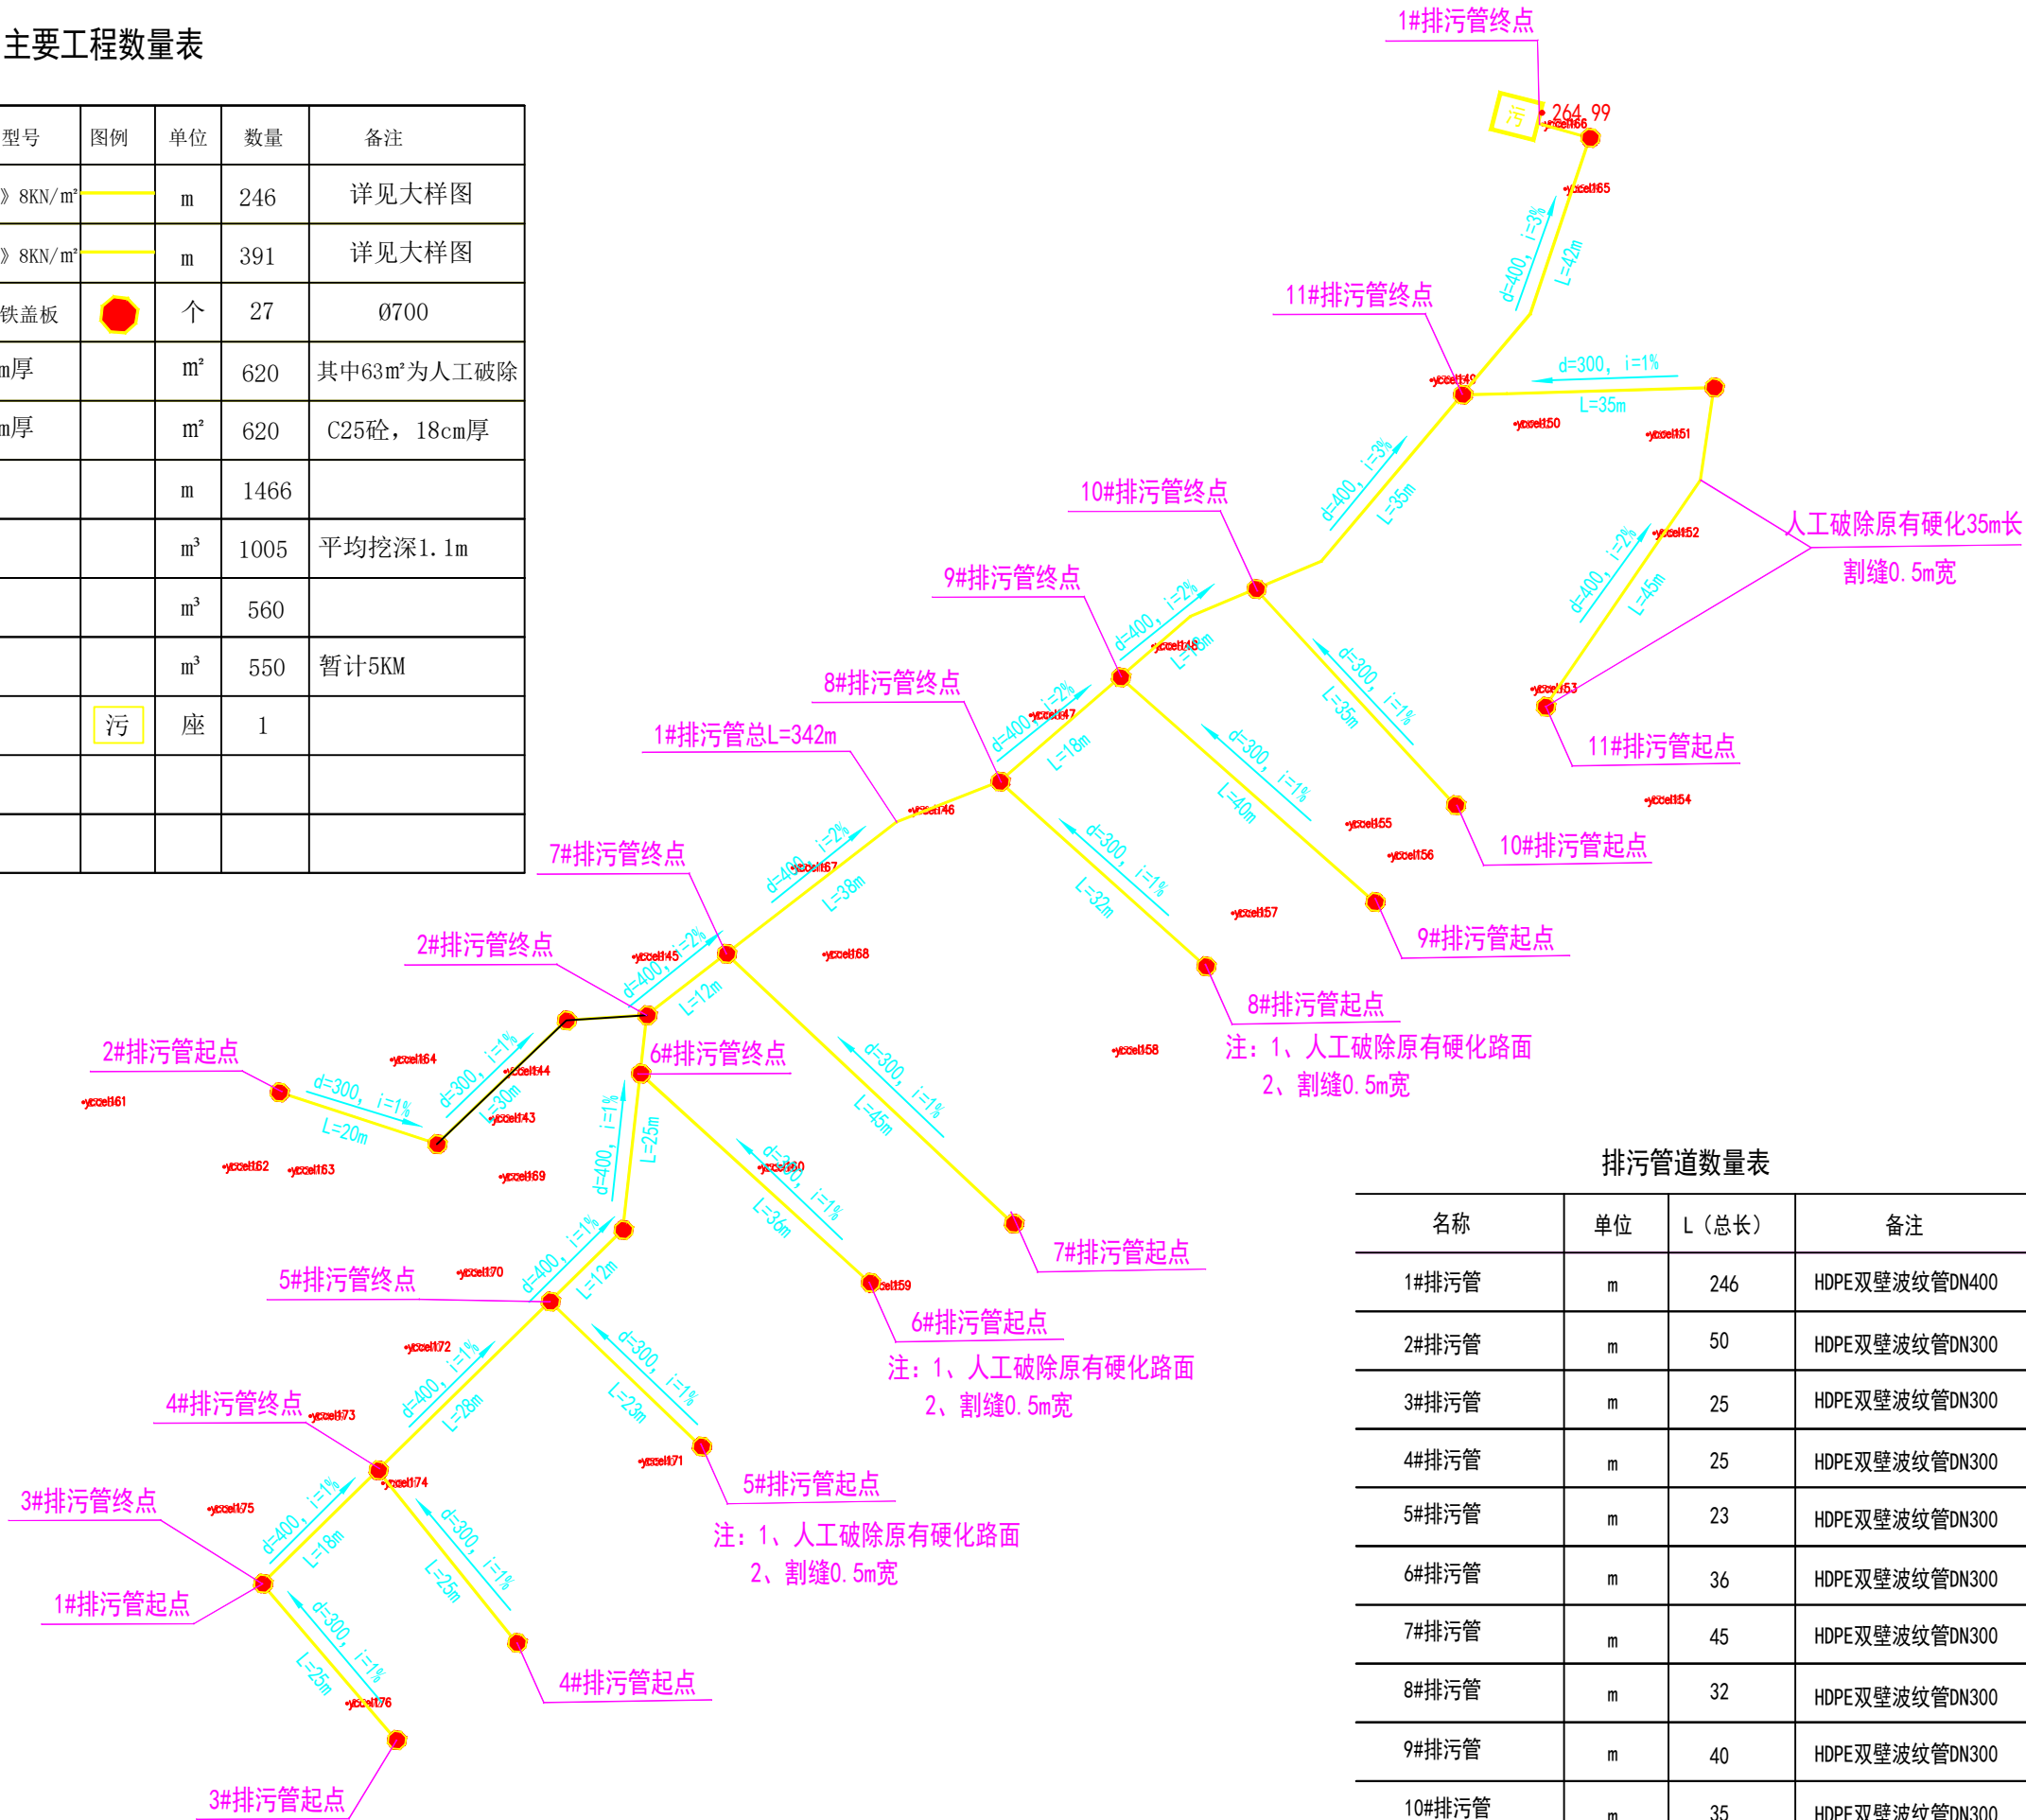 主要工程数量表
型号 图例 单位 数量 备注
》8KN/㎡ m 246 详见大样图
》8KN/㎡ m 391 详见大样图
铁盖板 个 27 Ø700
m厚 ㎡ 620 其中63㎡为人工破除
m厚 ㎡ 620 C25砼，18cm厚
m 1466
m³ 1005 平均挖深1.1m
m³ 560
m³ 550 暂计5KM
污 座 1
1#排污管终点
污
264.99
d=400, i=3%
L=42m
11#排污管终点
d=300, i=1%
L=35m
d=400, i=3%
L=35m
人工破除原有硬化35m长
割缝0.5m宽
d=400, i=2%
L=45m
11#排污管起点
10#排污管终点
d=400, i=2%
L=18m
d=300, i=1%
L=35m
10#排污管起点
9#排污管终点
d=400, i=2%
L=18m
d=300, i=1%
L=40m
9#排污管起点
8#排污管终点
1#排污管总L=342m
d=400, i=2%
L=38m
d=300, i=1%
L=32m
8#排污管起点
注：1、人工破除原有硬化路面
2、割缝0.5m宽
7#排污管终点
d=400, i=2%
L=12m
d=300, i=1%
L=45m
7#排污管起点
2#排污管终点
2#排污管起点
d=300, i=1%
L=20m
d=300, i=1%
L=30m
6#排污管终点
d=400, i=1%
L=25m
d=300, i=1%
L=36m
6#排污管起点
注：1、人工破除原有硬化路面
2、割缝0.5m宽
5#排污管终点
d=400, i=1%
L=12m
d=300, i=1%
L=23m
5#排污管起点
注：1、人工破除原有硬化路面
2、割缝0.5m宽
4#排污管终点
d=400, i=1%
L=28m
d=300, i=1%
L=25m
4#排污管起点
3#排污管终点
d=400, i=1%
L=18m
1#排污管起点
d=300, i=1%
L=25m
3#排污管起点
排污管道数量表
名称 单位 L（总长） 备注
1#排污管 m 246 HDPE双壁波纹管DN400
2#排污管 m 50 HDPE双壁波纹管DN300
3#排污管 m 25 HDPE双壁波纹管DN300
4#排污管 m 25 HDPE双壁波纹管DN300
5#排污管 m 23 HDPE双壁波纹管DN300
6#排污管 m 36 HDPE双壁波纹管DN300
7#排污管 m 45 HDPE双壁波纹管DN300
8#排污管 m 32 HDPE双壁波纹管DN300
9#排污管 m 40 HDPE双壁波纹管DN300
10#排污管 m 35 HDPE双壁波纹管DN300